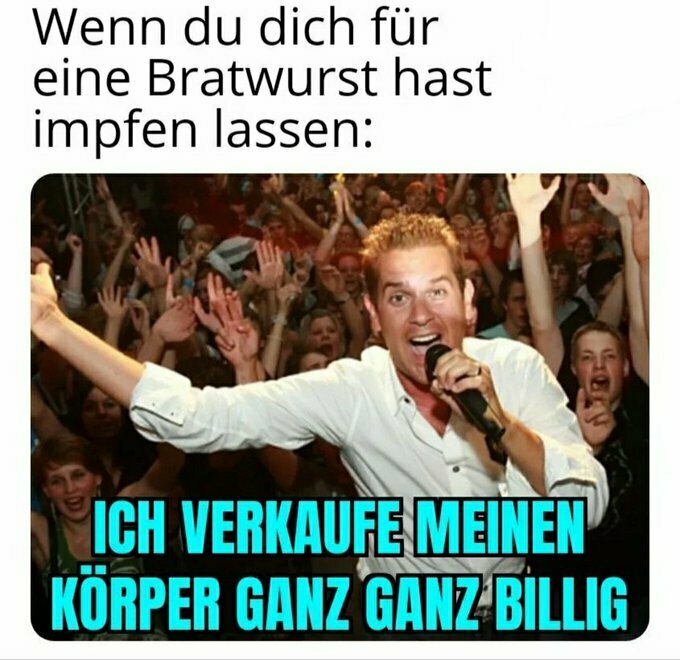 Wenn du dich für
eine Bratwurst hast
impfen lassen:
ICH VERKAUFE MEINEN
KÖRPER GANZ GANZ BILLIG